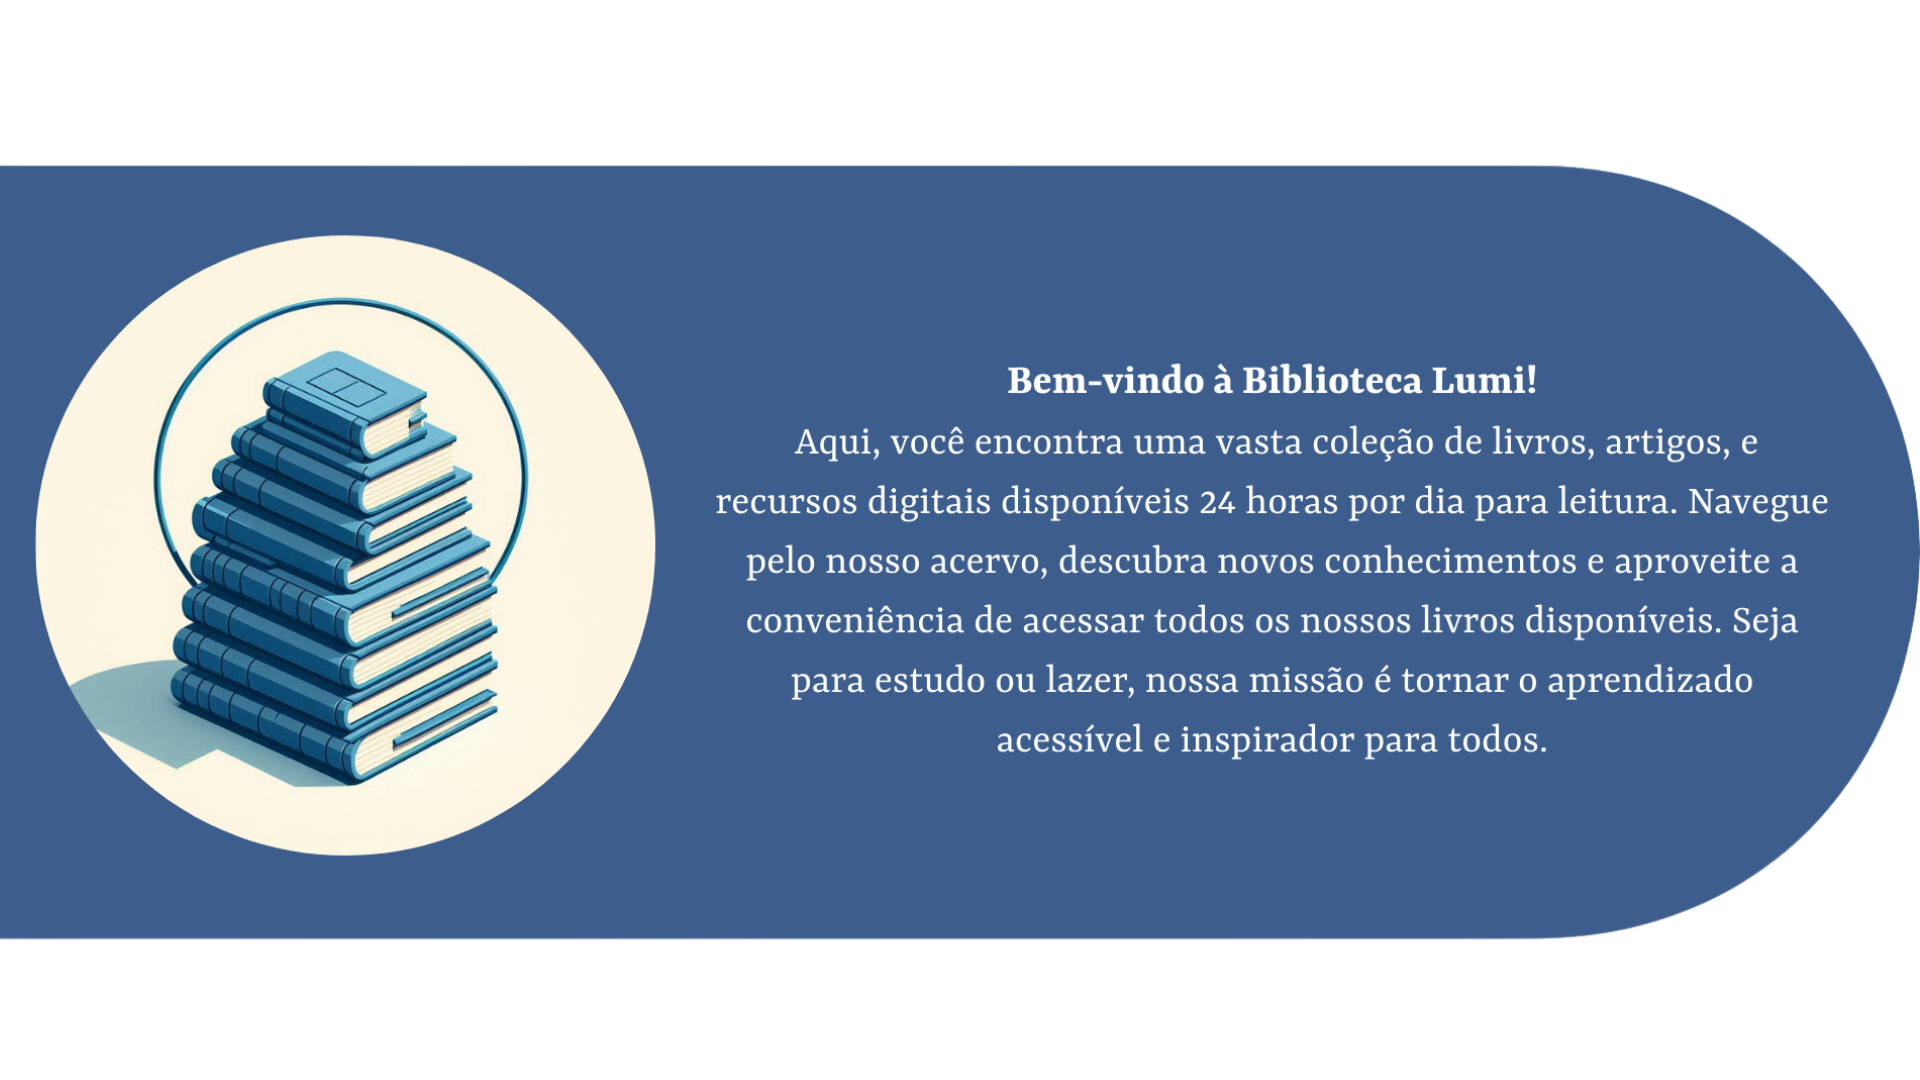 Bem-vindo à Biblioteca Lumi!
Aqui, você encontra uma vasta coleção de livros, artigos, e
recursos digitais disponíveis 24 horas por dia para leitura. Navegue
pelo nosso acervo, descubra novos conhecimentos e aproveite a
conveniência de acessar todos os nossos livros disponíveis. Seja
para estudo ou lazer, nossa missão é tornar o aprendizado
acessível e inspirador para todos.